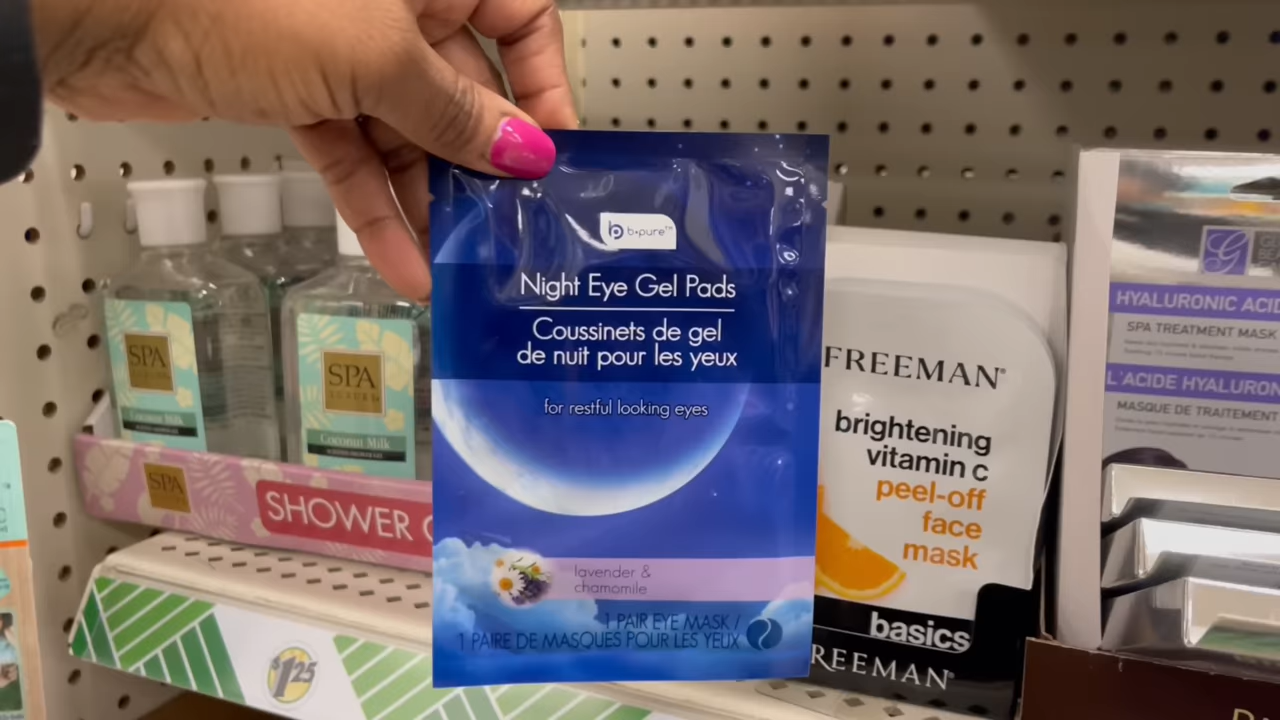 b•pure™
Night Eye Gel Pads
Coussinets de gel
de nuit pour les yeux
for restful looking eyes
lavender &
chamomile
1 PAIR EYE MASK /
1 PAIRE DE MASQUES POUR LES YEUX
SPA
Coconut Milk
SPA
Coconut Milk
SPA
SHOWER
$1.25
FREEMAN®
brightening
vitamin c
peel-off
face
mask
basics
FREEMAN®
HYALURONIC ACID
SPA TREATMENT MASK
L'ACIDE HYALURON
MASQUE DE TRAITEMENT